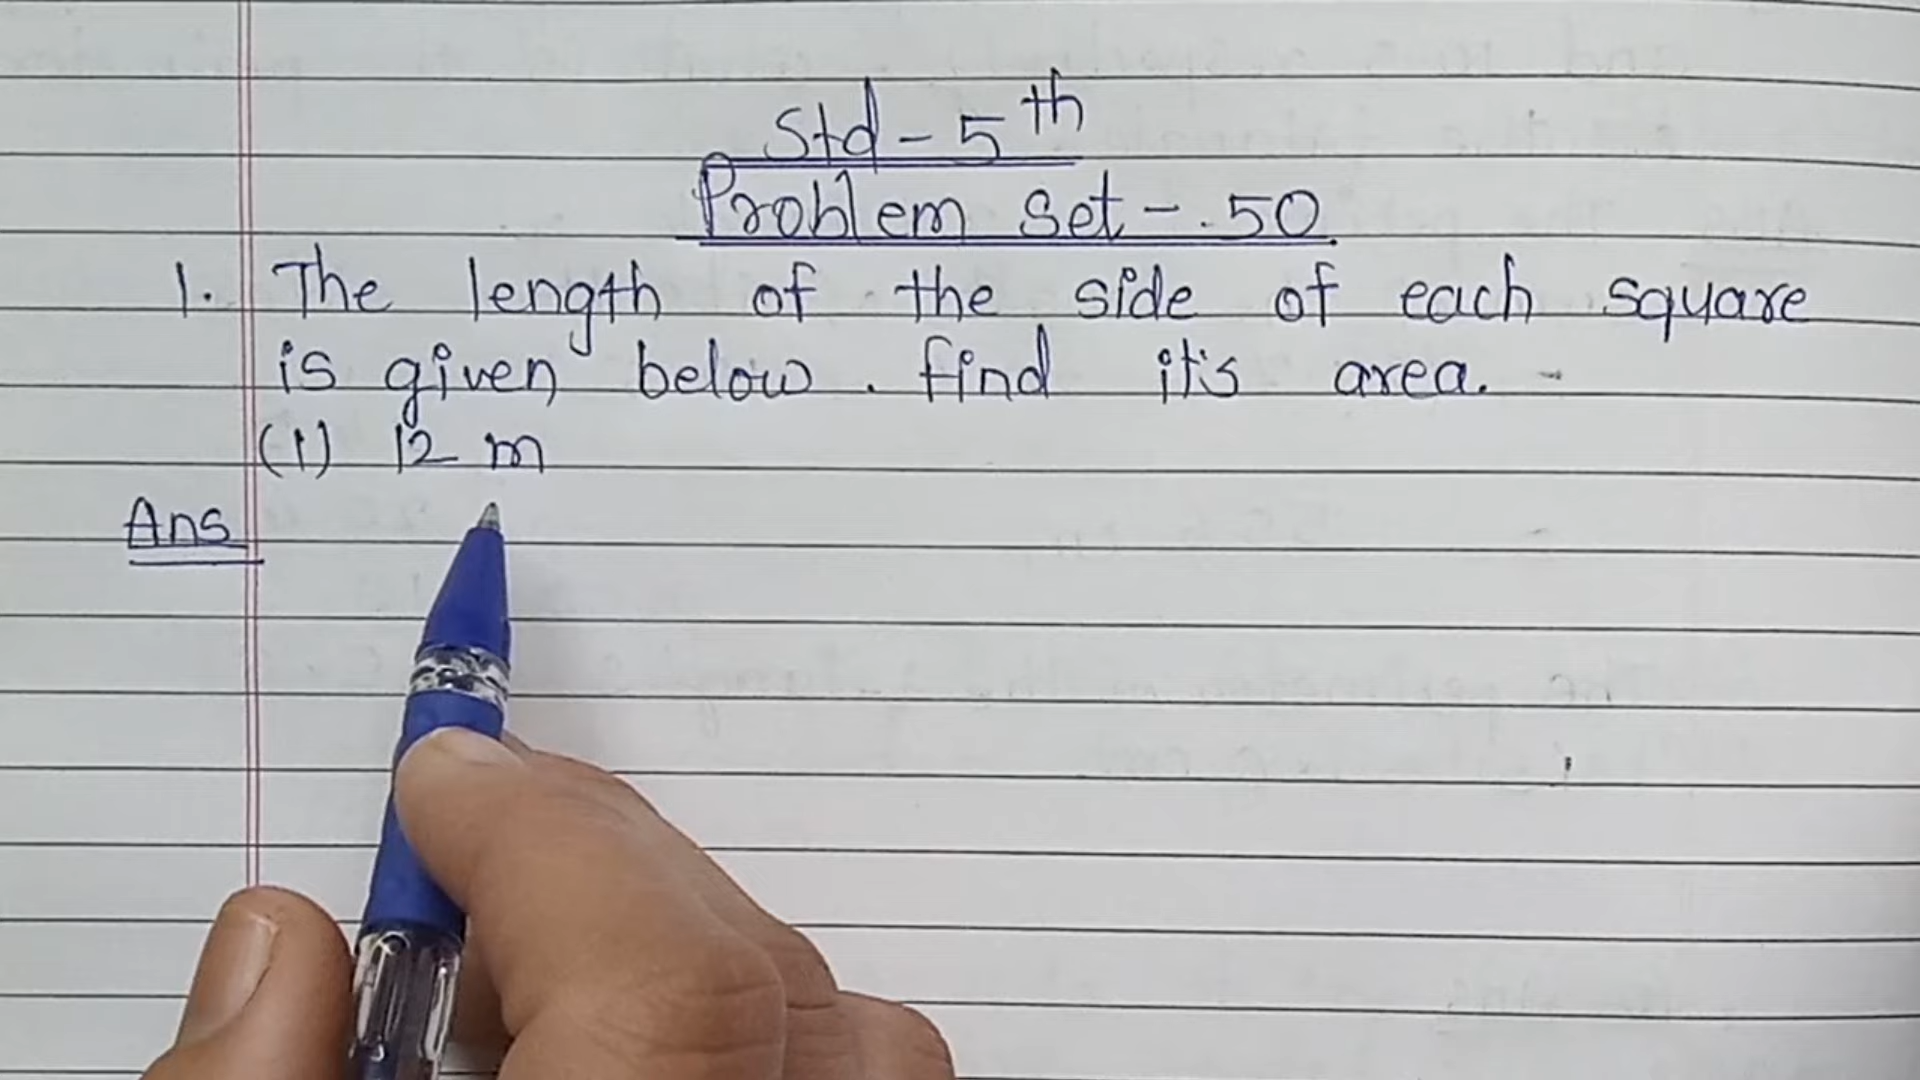 Std - 5th
Problem Set - . 50.
1. The length of the side of each square
is given below. find it's area.
(1) 12 m
Ans